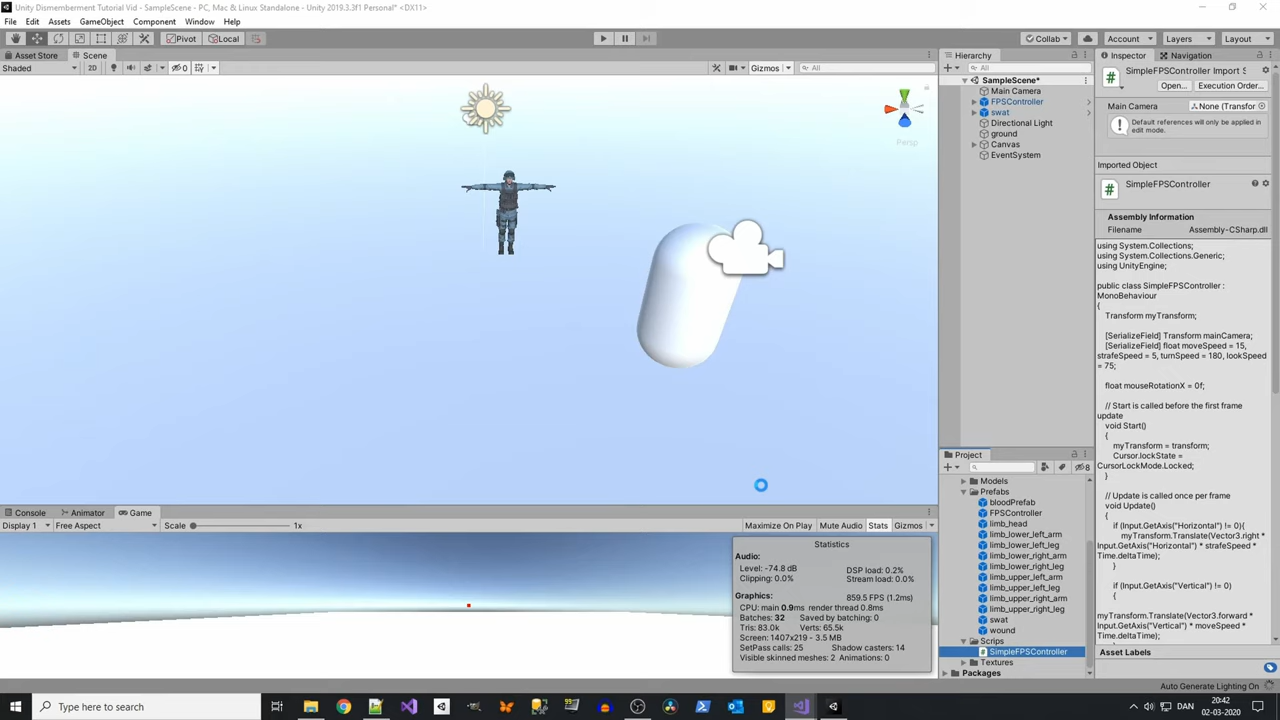 Unity Dismemberment Tutorial Vid - SampleScene - PC, Mac & Linux Standalone - Unity 2019.3.3f1 Personal* <DX11>
File Edit Assets GameObject Component Window Help
Pivot Local Collab Account Layers Layout
Asset Store Scene
Shaded 2D 0 Gizmos All
Persp
Console Animator Game
Display 1 Free Aspect Scale 1x Maximize On Play Mute Audio Stats Gizmos
Statistics
Audio:
Level: -74.8 dB DSP load: 0.2%
Clipping: 0.0% Stream load: 0.0%
Graphics: 859.5 FPS (1.2ms)
CPU: main 0.9ms render thread 0.8ms
Batches: 32 Saved by batching: 0
Tris: 83.0k Verts: 65.5k
Screen: 1407x219 - 3.5 MB
SetPass calls: 25 Shadow casters: 14
Visible skinned meshes: 2 Animations: 0
Hierarchy
All
SampleScene*
Main Camera
FPSController
swat
Directional Light
ground
Canvas
EventSystem
Project
8
Models
Prefabs
bloodPrefab
FPSController
limb_head
limb_lower_left_arm
limb_lower_left_leg
limb_lower_right_arm
limb_lower_right_leg
limb_upper_left_arm
limb_upper_left_leg
limb_upper_right_arm
limb_upper_right_leg
swat
wound
Scrips
SimpleFPSController
Textures
Packages
Inspector Navigation
SimpleFPSController Import S
Open... Execution Order...
Main Camera None (Transfor
Default references will only be applied in
edit mode.
Imported Object
SimpleFPSController
Assembly Information
Filename Assembly-CSharp.dll
using System.Collections;
using System.Collections.Generic;
using UnityEngine;
public class SimpleFPSController :
MonoBehaviour
{
Transform myTransform;
[SerializeField] Transform mainCamera;
[SerializeField] float moveSpeed = 15,
strafeSpeed = 5, turnSpeed = 180, lookSpeed
= 75;
float mouseRotationX = 0f;
// Start is called before the first frame
update
void Start()
{
myTransform = transform;
Cursor.lockState =
CursorLockMode.Locked;
}
// Update is called once per frame
void Update()
{
if (Input.GetAxis("Horizontal") != 0){
myTransform.Translate(Vector3.right *
Input.GetAxis("Horizontal") * strafeSpeed *
Time.deltaTime);
}
if (Input.GetAxis("Vertical") != 0)
{
myTransform.Translate(Vector3.forward *
Input.GetAxis("Vertical") * moveSpeed *
Time.deltaTime);
}
Asset Labels
Auto Generate Lighting On
Type here to search
DAN
20:42
02-03-2020